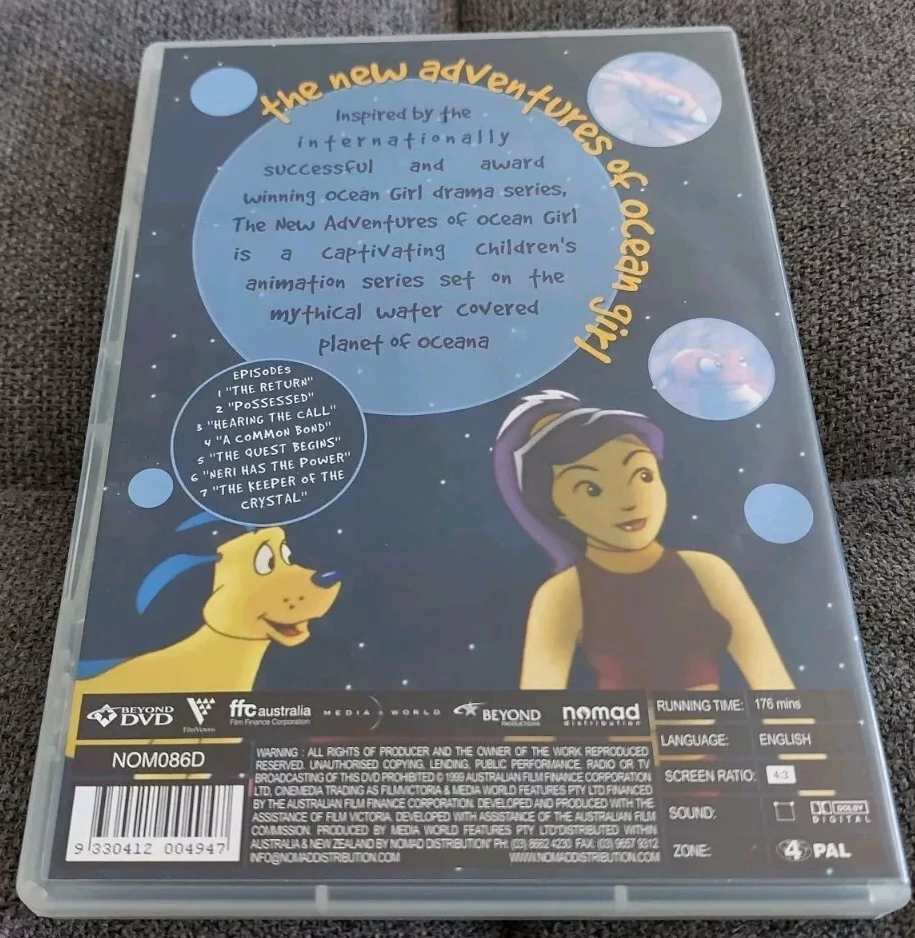 the new adventures of ocean girl
Inspired by the
internationally
successful and award
winning ocean Girl drama series,
The New Adventures of ocean Girl
is a captivating children's
animation series set on the
mythical water covered
planet of oceana
EPISODES
1 "THE RETURN"
2 "POSSESSED"
3 "HEARING THE CALL"
4 "A COMMON BOND"
5 "THE QUEST BEGINS"
6 "NERI HAS THE POWER"
7 "THE KEEPER OF THE
CRYSTAL"
BEYOND
DVD
FilmVictoria
ffc australia
Film Finance Corporation
MEDIA WORLD
BEYOND
PRODUCTIONS
nomad
distribution
NOM086D
9 330412 004947
WARNING : ALL RIGHTS OF PRODUCER AND THE OWNER OF THE WORK REPRODUCED
RESERVED. UNAUTHORISED COPYING, LENDING, PUBLIC PERFORMANCE, RADIO OR TV
BROADCASTING OF THIS DVD PROHIBITED © 1999 AUSTRALIAN FILM FINANCE CORPORATION
LTD, CINEMEDIA TRADING AS FILMVICTORIA & MEDIA WORLD FEATURES PTY LTD FINANCED
BY THE AUSTRALIAN FILM FINANCE CORPORATION. DEVELOPED AND PRODUCED WITH THE
ASSISTANCE OF FILM VICTORIA. DEVELOPED WITH ASSISTANCE OF THE AUSTRALIAN FILM
COMMISSION. PRODUCED BY MEDIA WORLD FEATURES PTY LTD DISTRIBUTED WITHIN
AUSTRALIA & NEW ZEALAND BY NOMAD DISTRIBUTION PH: (03) 8662 4230 FAX: (03) 9657 9312
INFO@NOMADDISTRIBUTION.COM WWW.NOMADDISTRIBUTION.COM
RUNNING TIME: 176 mins
LANGUAGE: ENGLISH
SCREEN RATIO: 4:3
SOUND: DOLBY
DIGITAL
ZONE: 4 PAL